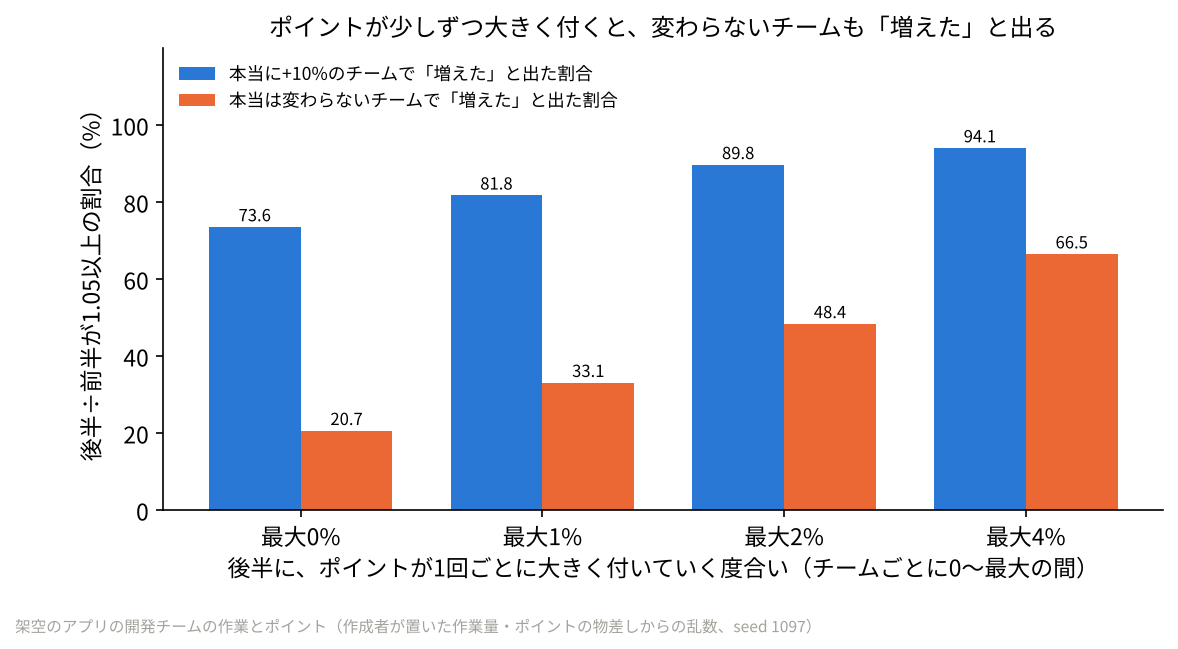 ポイントが少しずつ大きく付くと、変わらないチームも「増えた」と出る
本当に+10%のチームで「増えた」と出た割合
本当は変わらないチームで「増えた」と出た割合
後半÷前半が1.05以上の割合（%）
100
80
60
40
20
0
73.6
20.7
81.8
33.1
89.8
48.4
94.1
66.5
最大0%
最大1%
最大2%
最大4%
後半に、ポイントが1回ごとに大きく付いていく度合い（チームごとに0〜最大の間）
架空のアプリの開発チームの作業とポイント（作成者が置いた作業量・ポイントの物差しからの乱数、seed 1097）